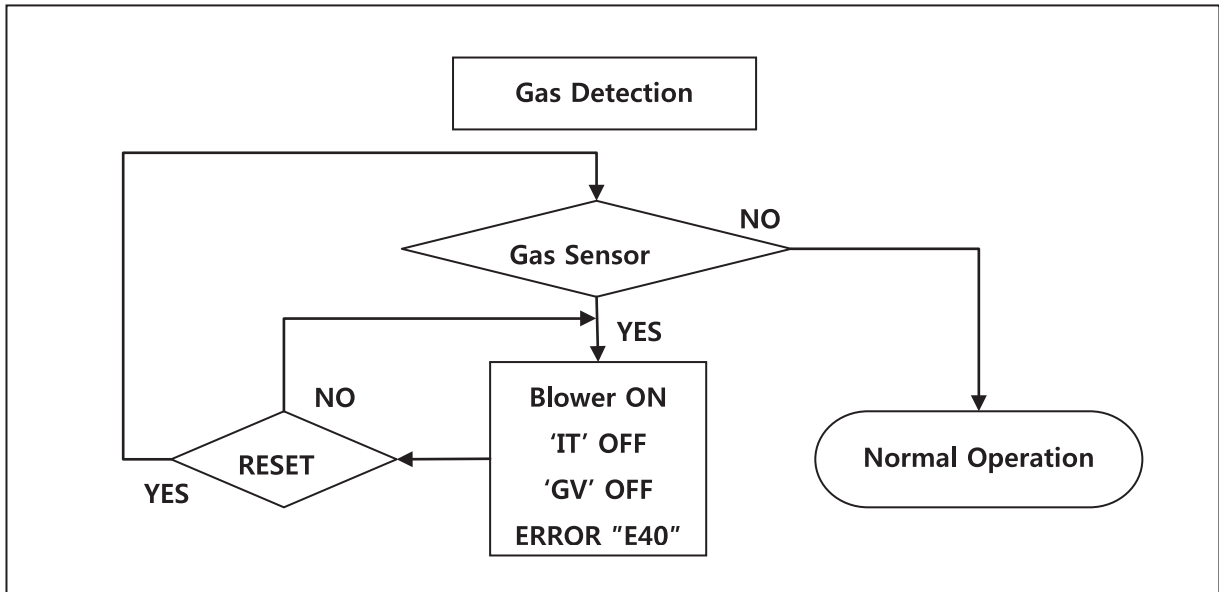 Gas Detection
NO
Gas Sensor
YES
NO
Blower ON
‘IT’ OFF
‘GV’ OFF
ERROR ”E40”
RESET
YES
Normal Operation